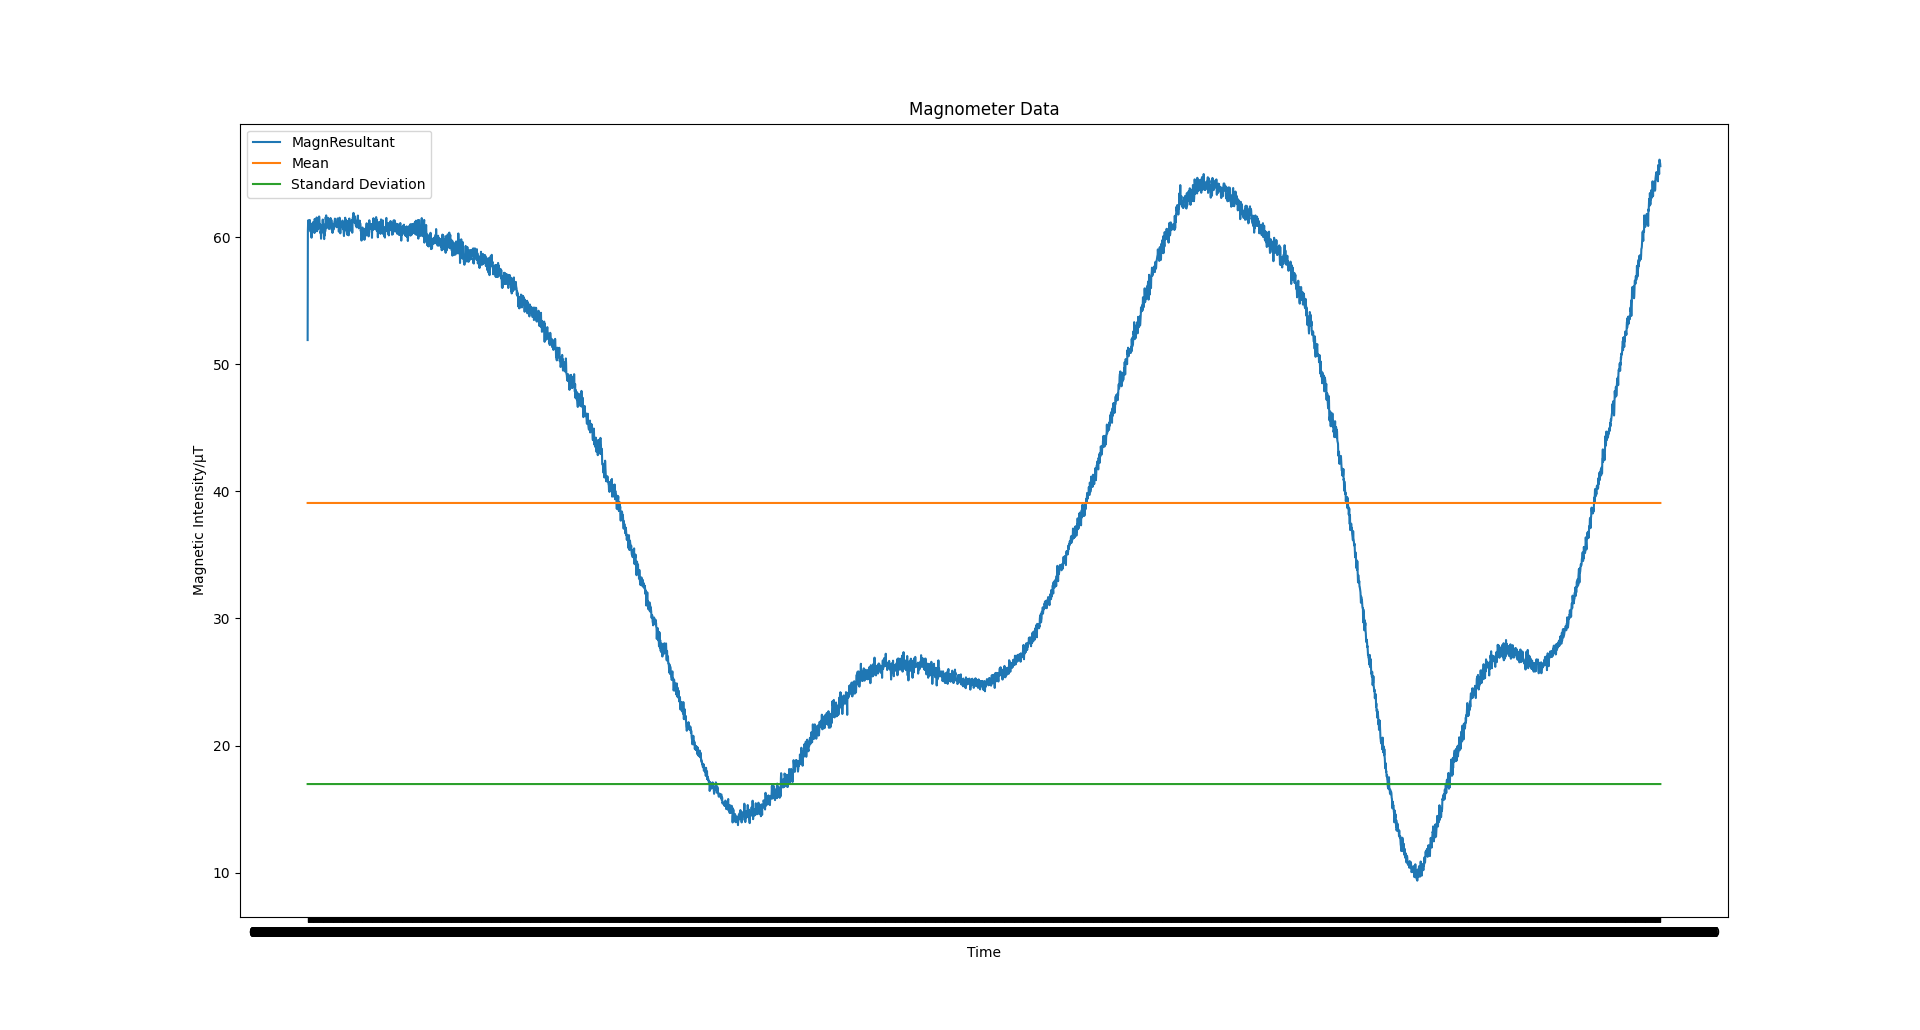 Magnometer Data
MagnResultant
Mean
Standard Deviation
Magnetic Intensity/μT
60
50
40
30
20
10
Time